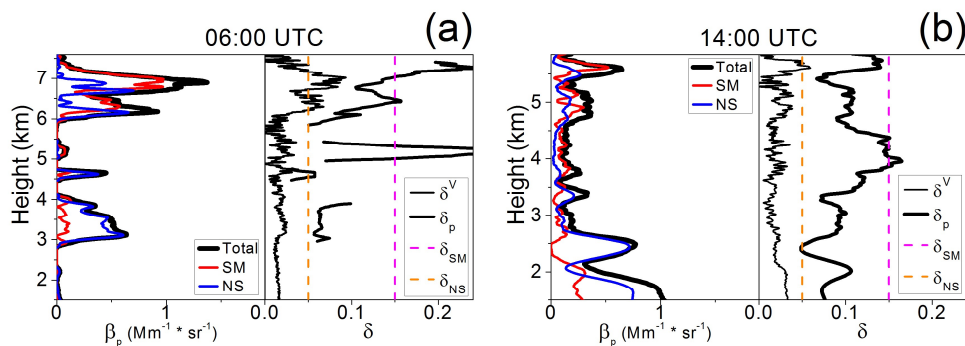 06:00 UTC (a)
14:00 UTC (b)
Height (km)
7
6
5
4
3
2
Total
SM
NS
0 1 2
βp (Mm⁻¹ * sr⁻¹)
δ^V
δp
δSM
δNS
0.0 0.1 0.2
δ
Height (km)
5
4
3
2
Total
SM
NS
0 1 2
βp (Mm⁻¹ * sr⁻¹)
δ^V
δp
δSM
δNS
0.0 0.1 0.2
δ